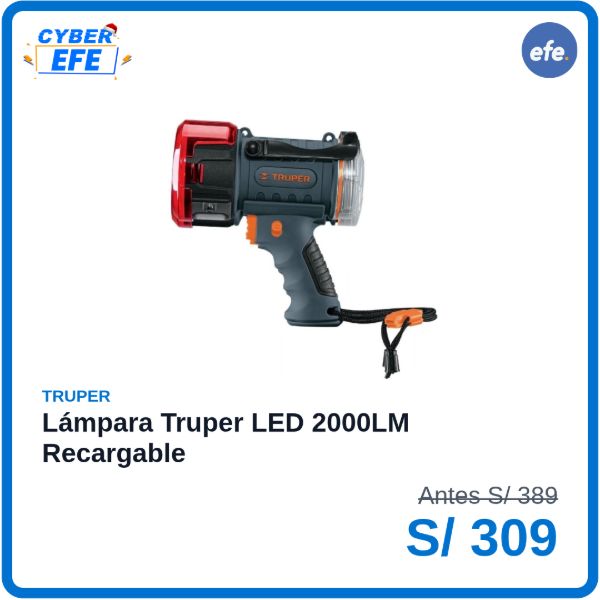 CYBER
EFE
efe.
TRUPER
TRUPER
Lámpara Truper LED 2000LM
Recargable
Antes S/ 389
S/ 309